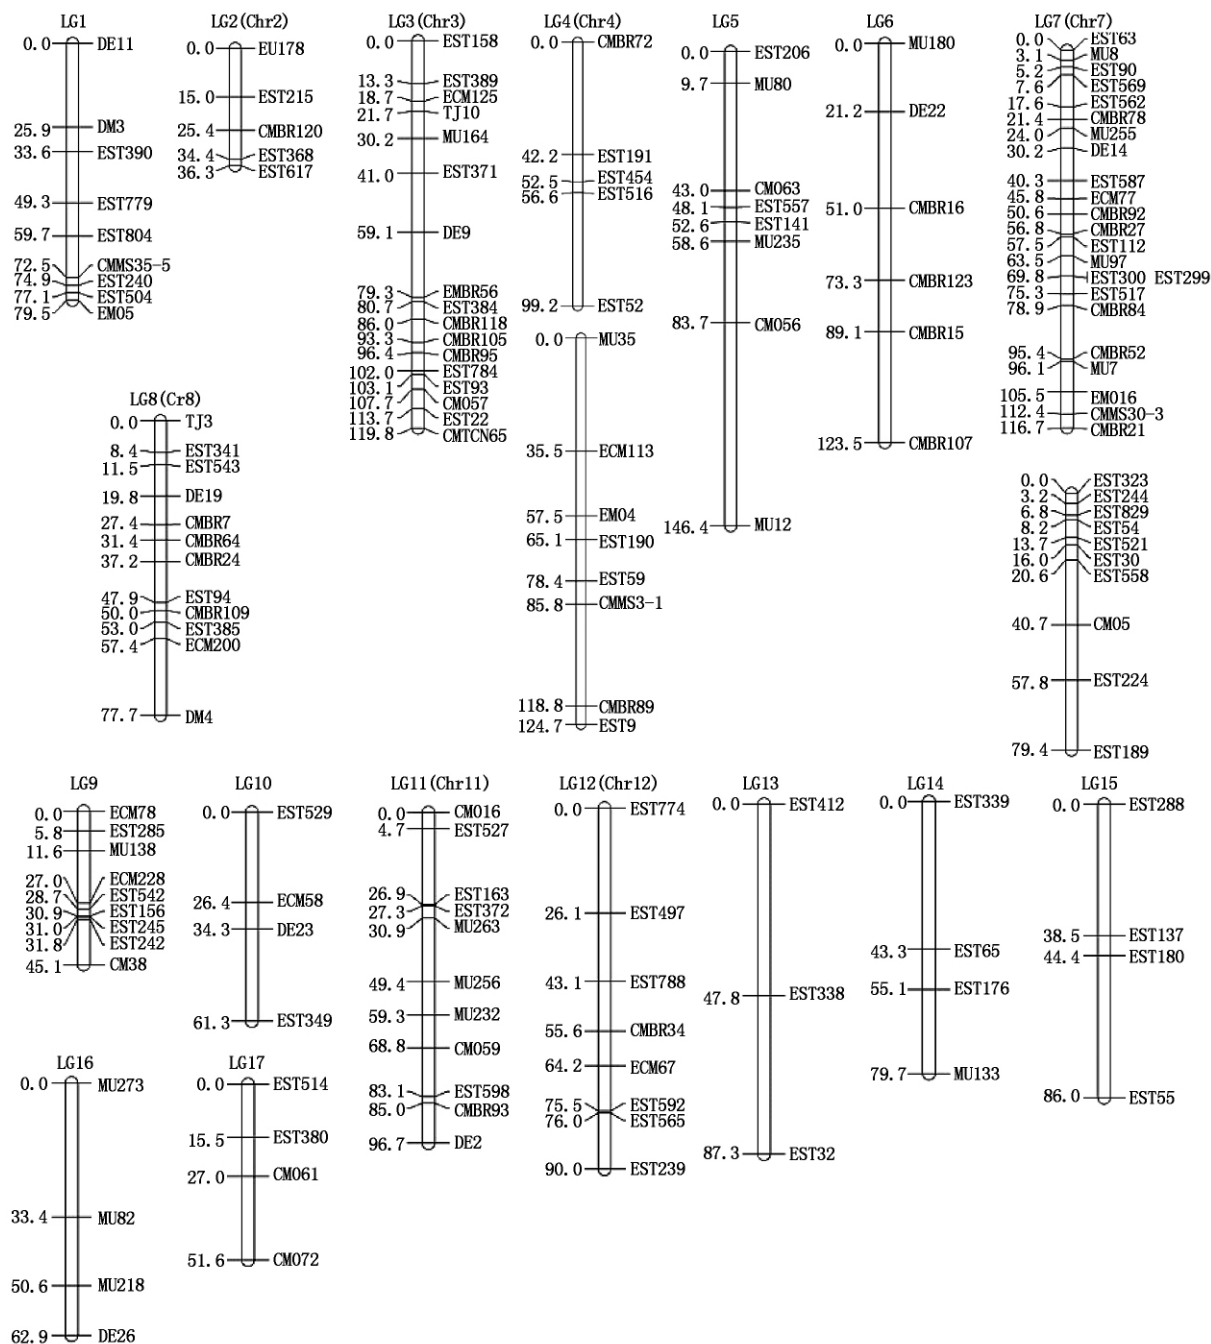 LG1
0.0 DE11
25.9 DM3
33.6 EST390
49.3 EST779
59.7 EST804
72.5 CMMS35-5
74.9 EST240
77.1 EST504
79.5 EM05
LG2(Chr2)
0.0 EU178
15.0 EST215
25.4 CMBR120
34.4 EST368
36.3 EST617
LG3(Chr3)
0.0 EST158
13.3 EST389
18.7 ECM125
21.7 TJ10
30.2 MU164
41.0 EST371
59.1 DE9
79.3 EMBR56
80.7 EST384
86.0 CMBR118
93.3 CMBR105
96.4 CMBR95
102.0 EST784
103.1 EST93
107.7 CM057
113.7 EST22
119.8 CMTCN65
LG4(Chr4)
0.0 CMBR72
42.2 EST191
52.5 EST454
56.6 EST516
99.2 EST52
0.0 MU35
35.5 ECM113
57.5 EM04
65.1 EST190
78.4 EST59
85.8 CMMS3-1
118.8 CMBR89
124.7 EST9
LG5
0.0 EST206
9.7 MU80
43.0 CM063
48.1 EST557
52.6 EST141
58.6 MU235
83.7 CM056
146.4 MU12
LG6
0.0 MU180
21.2 DE22
51.0 CMBR16
73.3 CMBR123
89.1 CMBR15
123.5 CMBR107
LG7(Chr7)
0.0 EST63
3.1 MU8
5.2 EST90
7.6 EST569
17.6 EST562
21.4 CMBR78
24.0 MU255
30.2 DE14
40.3 EST587
45.8 ECM77
50.6 CMBR92
56.8 CMBR27
57.5 EST112
63.5 MU97
69.8 EST300 EST299
75.3 EST517
78.9 CMBR84
95.4 CMBR52
96.1 MU7
105.5 EM016
112.4 CMMS30-3
116.7 CMBR21
0.0 EST323
3.2 EST244
6.8 EST829
8.2 EST54
13.7 EST521
16.0 EST30
20.6 EST558
40.7 CM05
57.8 EST224
79.4 EST189
LG8(Cr8)
0.0 TJ3
8.4 EST341
11.5 EST543
19.8 DE19
27.4 CMBR7
31.4 CMBR64
37.2 CMBR24
47.9 EST94
50.0 CMBR109
53.0 EST385
57.4 ECM200
77.7 DM4
LG9
0.0 ECM78
5.8 EST285
11.6 MU138
27.0 ECM228
28.7 EST542
30.9 EST156
31.0 EST245
31.8 EST242
45.1 CM38
LG10
0.0 EST529
26.4 ECM58
34.3 DE23
61.3 EST349
LG11(Chr11)
0.0 CM016
4.7 EST527
26.9 EST163
27.3 EST372
30.9 MU263
49.4 MU256
59.3 MU232
68.8 CM059
83.1 EST598
85.0 CMBR93
96.7 DE2
LG12(Chr12)
0.0 EST774
26.1 EST497
43.1 EST788
55.6 CMBR34
64.2 ECM67
75.5 EST592
76.0 EST565
90.0 EST239
LG13
0.0 EST412
47.8 EST338
87.3 EST32
LG14
0.0 EST339
43.3 EST65
55.1 EST176
79.7 MU133
LG15
0.0 EST288
38.5 EST137
44.4 EST180
86.0 EST55
LG16
0.0 MU273
33.4 MU82
50.6 MU218
62.9 DE26
LG17
0.0 EST514
15.5 EST380
27.0 CM061
51.6 CM072